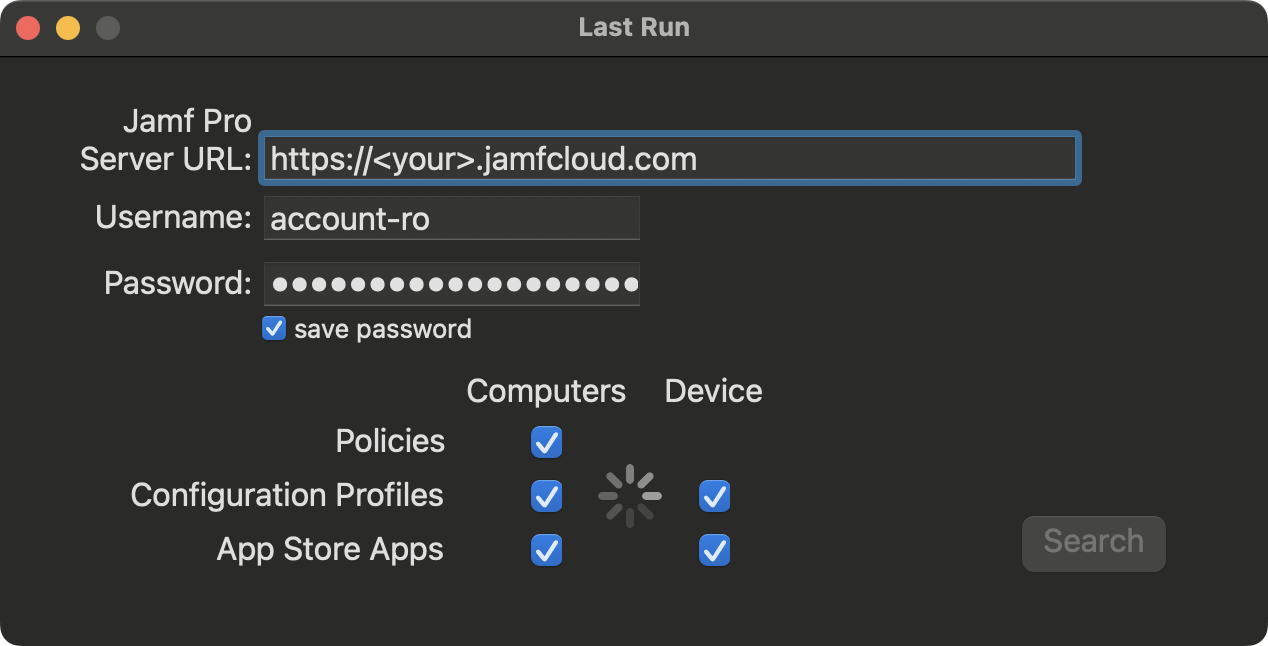 Last Run
Jamf Pro
Server URL: https://<your>.jamfcloud.com
Username: account-ro
Password: ●●●●●●●●●●●●●●●●●●●
save password
Computers Device
Policies
Configuration Profiles
App Store Apps
Search